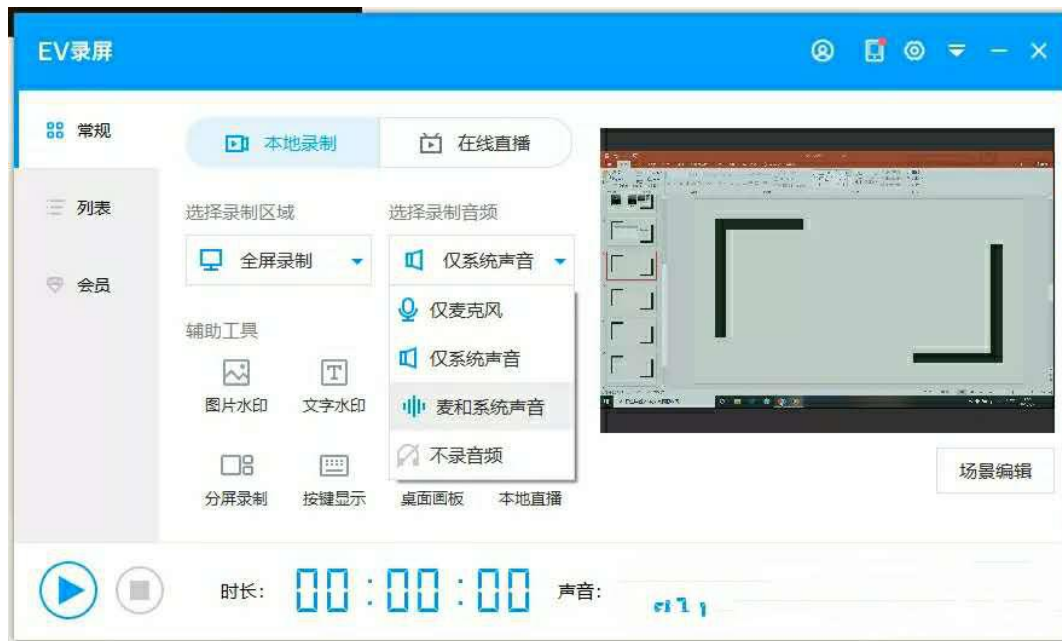 EV录屏
常规
本地录制
在线直播
列表
选择录制区域
选择录制音频
全屏录制
仅系统声音
会员
仅麦克风
辅助工具
仅系统声音
图片水印
文字水印
麦和系统声音
不录音频
场景编辑
分屏录制
按键显示
桌面画板
本地直播
时长:
00:00:00
声音: